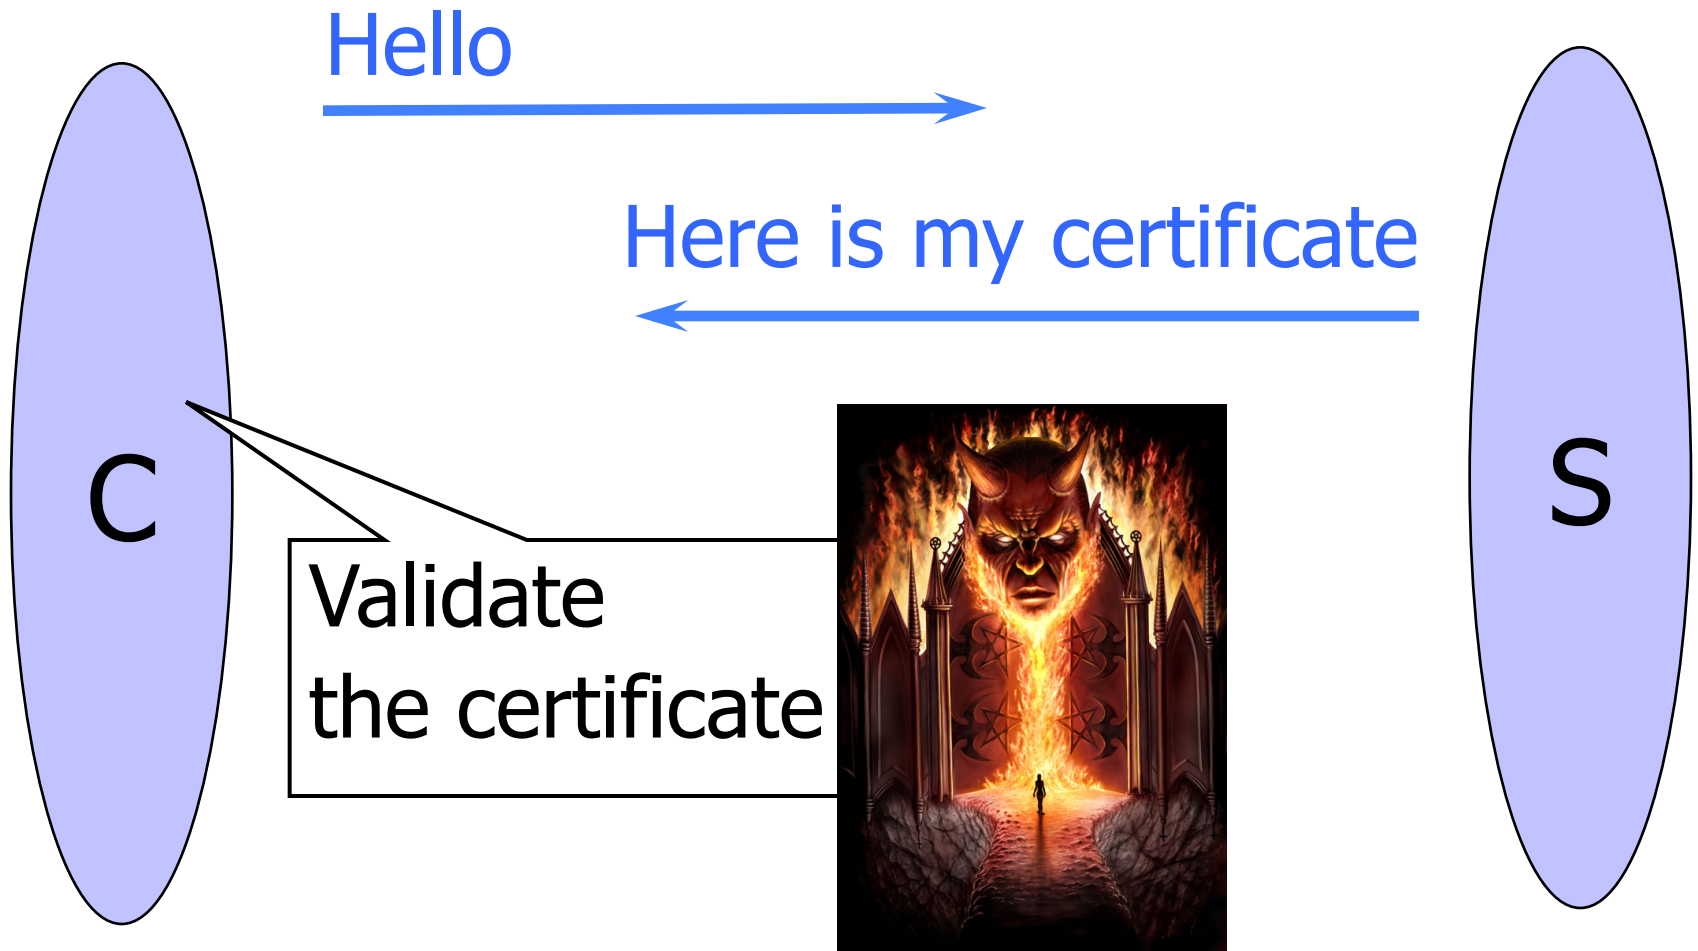 Hello
Here is my certificate
C
S
Validate
the certificate